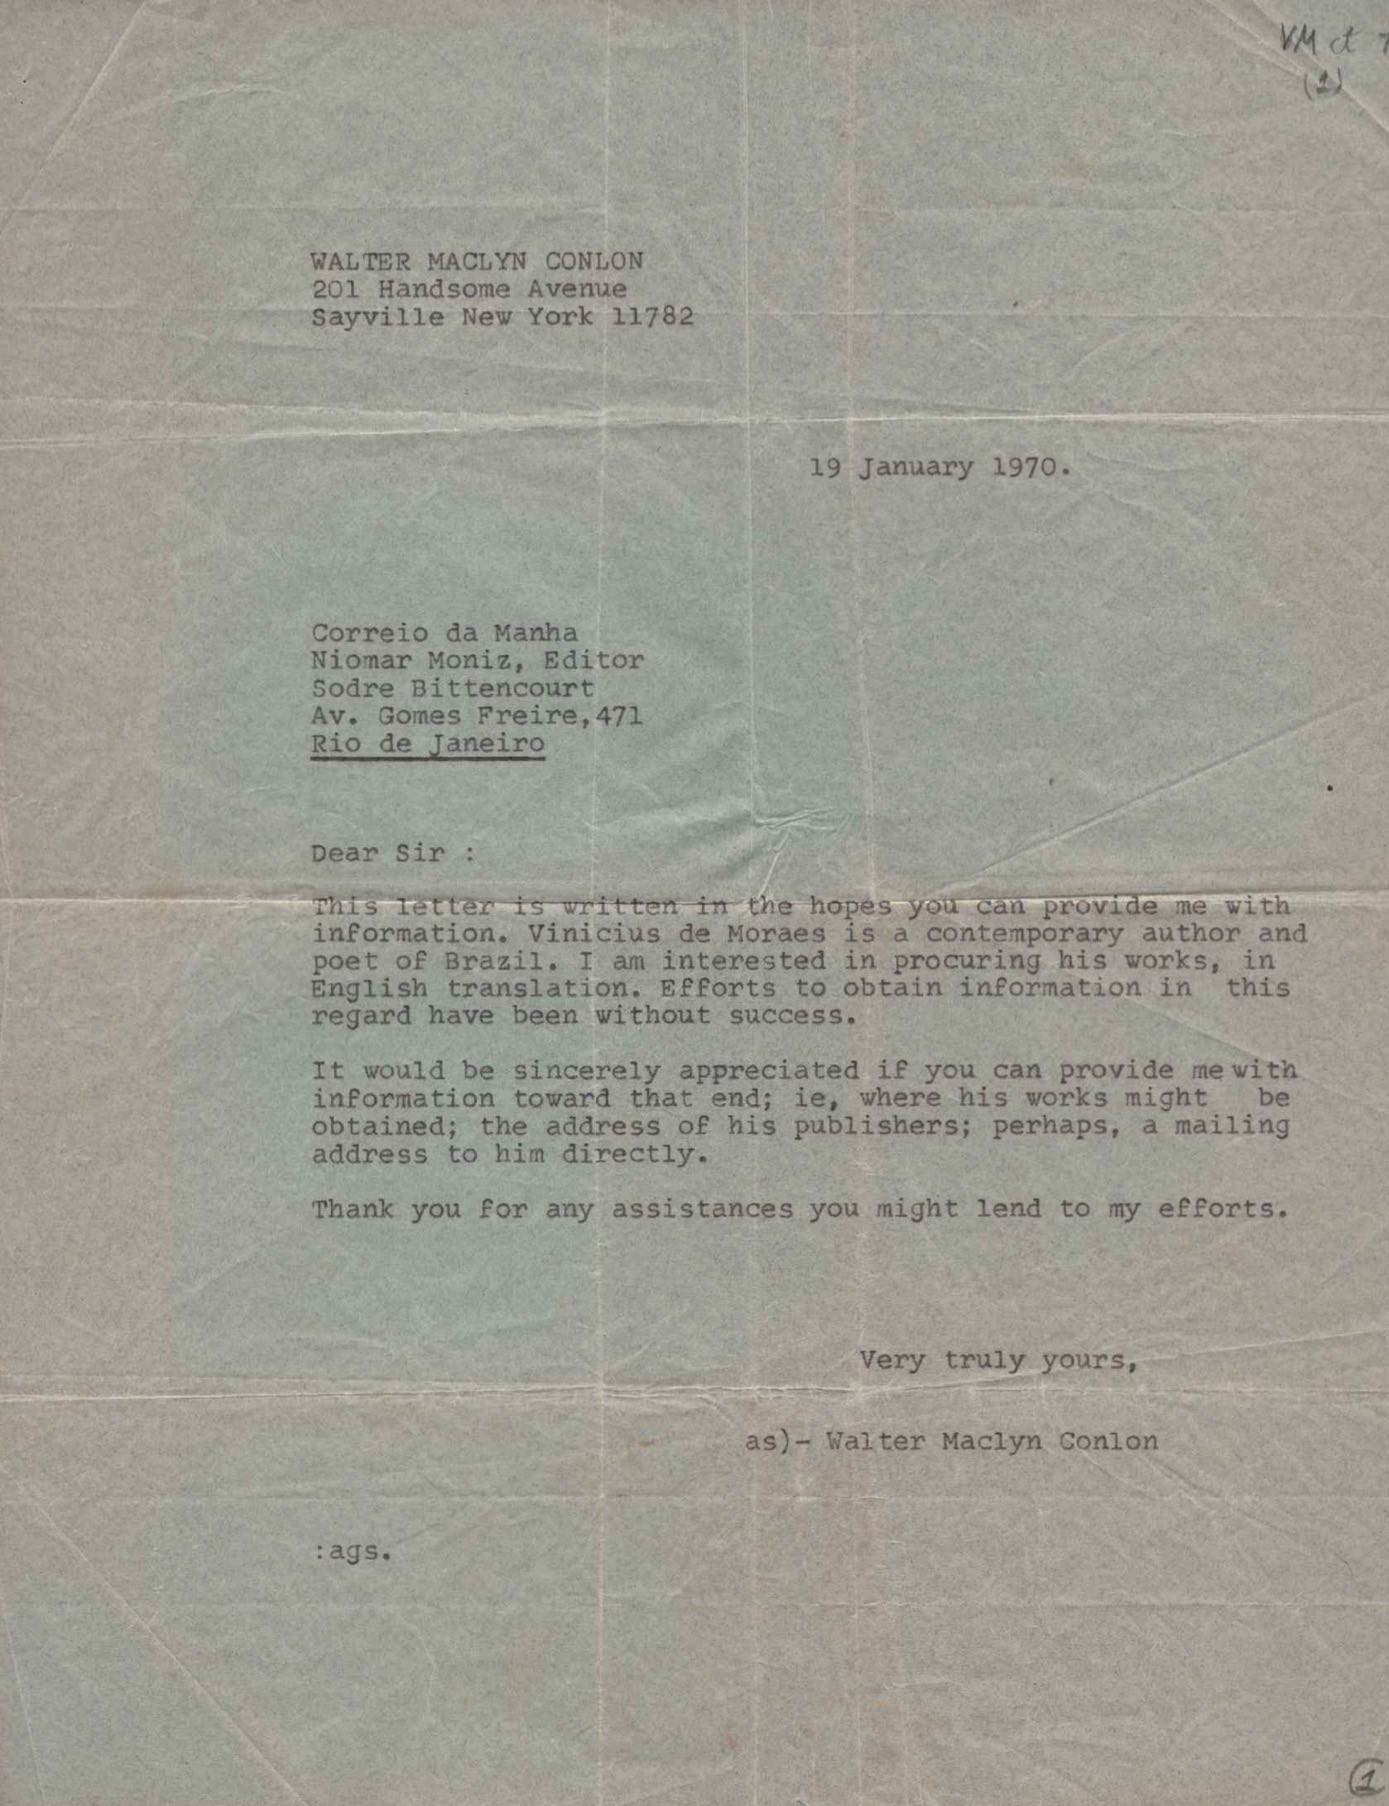 VM ct
(1)
WALTER MACLYN CONLON
201 Handsome Avenue
Sayville New York 11782
19 January 1970.
Correio da Manha
Niomar Moniz, Editor
Sodre Bittencourt
Av. Gomes Freire,471
Rio de Janeiro
Dear Sir :
This letter is written in the hopes you can provide me with
information. Vinicius de Moraes is a contemporary author and
poet of Brazil. I am interested in procuring his works, in
English translation. Efforts to obtain information in this
regard have been without success.
It would be sincerely appreciated if you can provide me with
information toward that end; ie, where his works might be
obtained; the address of his publishers; perhaps, a mailing
address to him directly.
Thank you for any assistances you might lend to my efforts.
Very truly yours,
as)- Walter Maclyn Conlon
:ags.
1